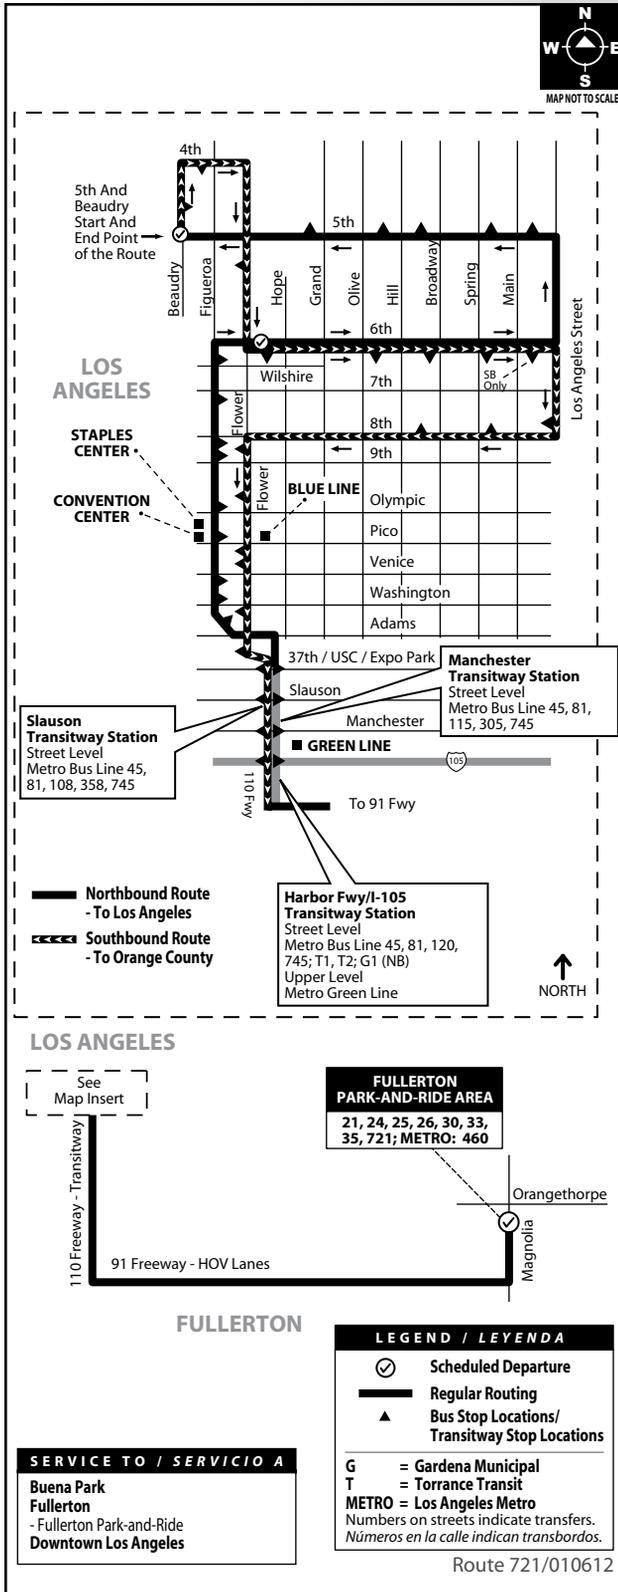 N
W E
S
MAP NOT TO SCALE
4th
5th And
Beaudry
Start And
End Point
of the Route
5th
Beaudry
Figueroa
Hope
Grand
Olive
Hill
Broadway
Spring
Main
Los Angeles Street
6th
LOS
ANGELES
Wilshire
7th
SB
Only
Flower
8th
9th
STAPLES
CENTER
CONVENTION
CENTER
Flower
BLUE LINE
Olympic
Pico
Venice
Washington
Adams
37th / USC / Expo Park
Slauson
Manchester
GREEN LINE
105
110 Fwy
To 91 Fwy
Manchester
Transitway Station
Street Level
Metro Bus Line 45, 81,
115, 305, 745
Slauson
Transitway Station
Street Level
Metro Bus Line 45,
81, 108, 358, 745
Harbor Fwy/I-105
Transitway Station
Street Level
Metro Bus Line 45, 81, 120,
745; T1, T2; G1 (NB)
Upper Level
Metro Green Line
Northbound Route
- To Los Angeles
Southbound Route
- To Orange County
NORTH
LOS ANGELES
See
Map Insert
FULLERTON
PARK-AND-RIDE AREA
21, 24, 25, 26, 30, 33,
35, 721; METRO: 460
Orangethorpe
Magnolia
110 Freeway - Transitway
91 Freeway - HOV Lanes
FULLERTON
LEGEND / LEYENDA
Scheduled Departure
Regular Routing
Bus Stop Locations/
Transitway Stop Locations
G = Gardena Municipal
T = Torrance Transit
METRO = Los Angeles Metro
Numbers on streets indicate transfers.
Números en la calle indican transbordos.
SERVICE TO / SERVICIO A
Buena Park
Fullerton
- Fullerton Park-and-Ride
Downtown Los Angeles
Route 721/010612